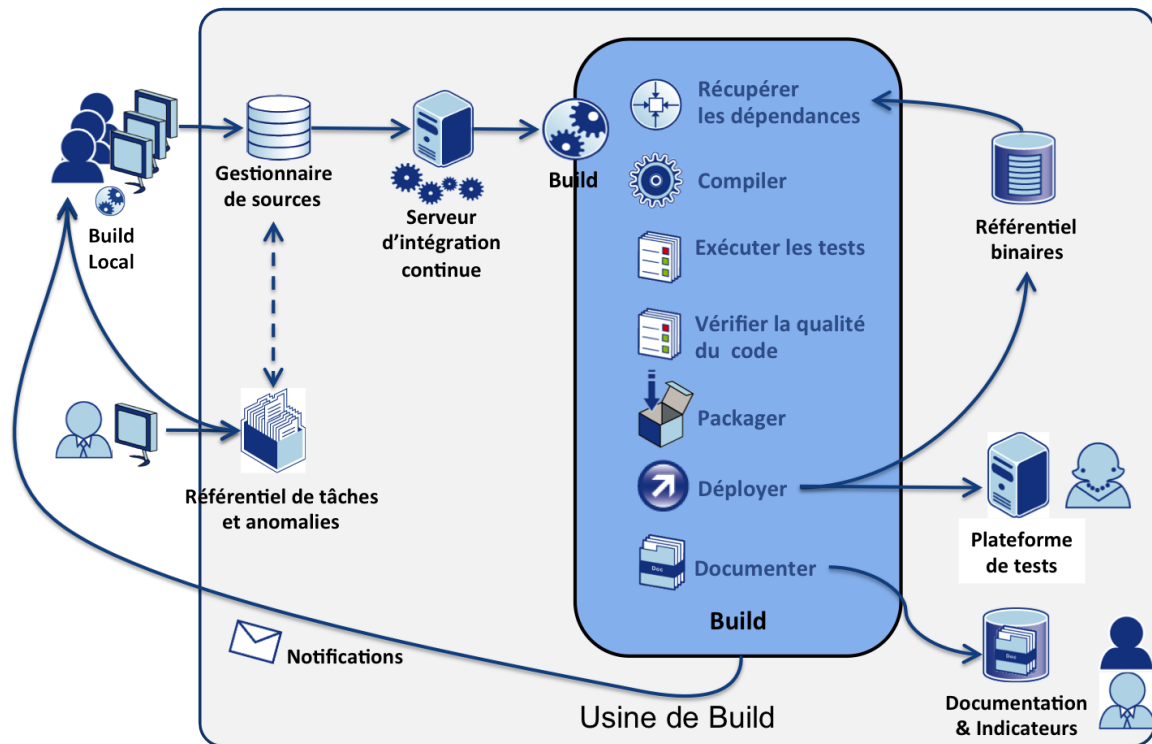 Build
Local
Gestionnaire
de sources
Serveur
d'intégration
continue
Build
Récupérer
les dépendances
Compiler
Exécuter les tests
Vérifier la qualité
du code
Packager
Déployer
Doc
Documenter
Build
Référentiel
binaires
Plateforme
de tests
Doc
Documentation
& Indicateurs
Référentiel de tâches
et anomalies
Notifications
Usine de Build